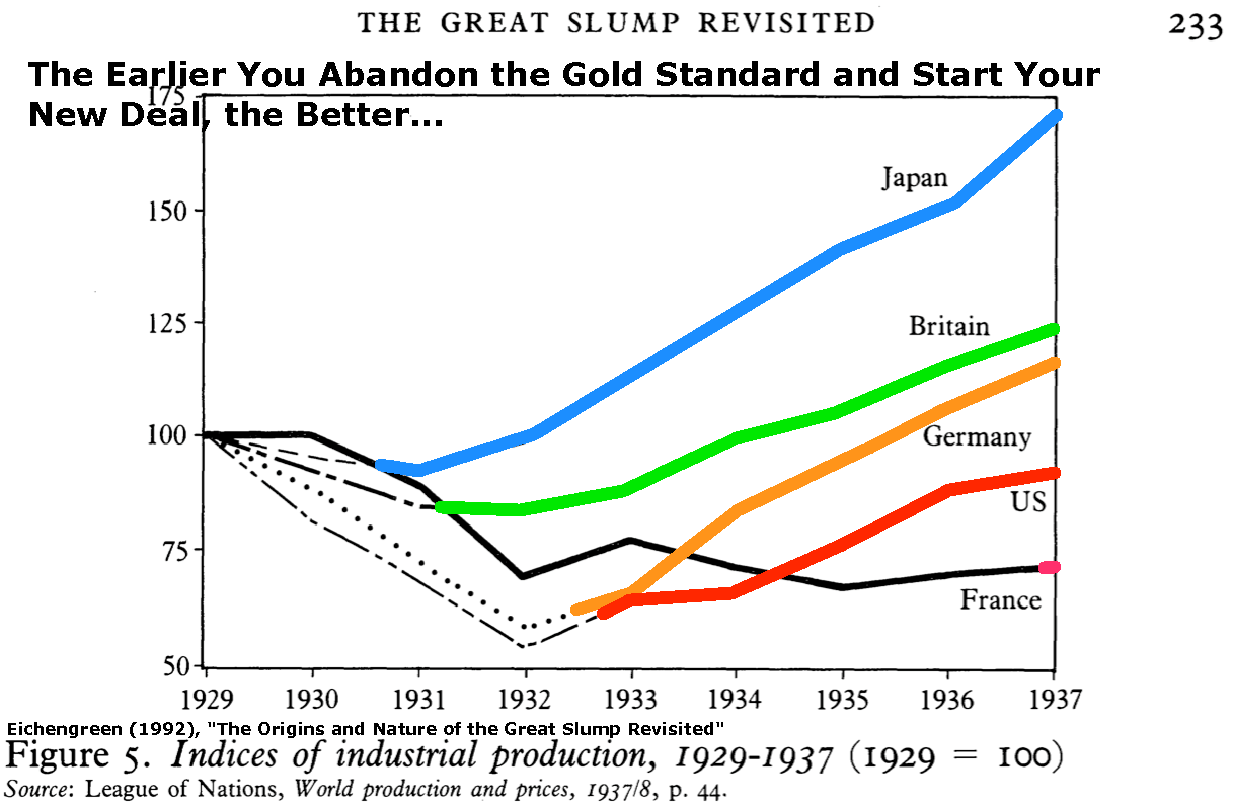 THE GREAT SLUMP REVISITED 233
The Earlier You Abandon the Gold Standard and Start Your
New Deal, the Better...
175
150
125
100
75
50
Japan
Britain
Germany
US
France
1929 1930 1931 1932 1933 1934 1935 1936 1937
Eichengreen (1992), "The Origins and Nature of the Great Slump Revisited"
Figure 5. Indices of industrial production, 1929-1937 (1929 = 100)
Source: League of Nations, World production and prices, 1937/8, p. 44.